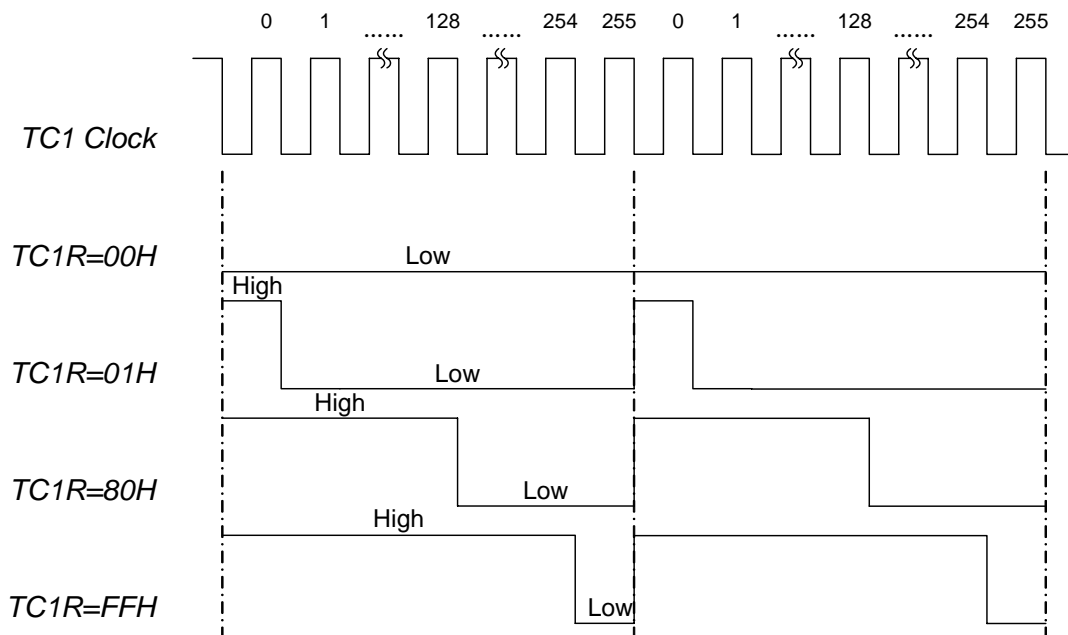 0 1 …… 128 …… 254 255 0 1 …… 128 …… 254 255
TC1 Clock
TC1R=00H
Low
High
TC1R=01H
Low
High
TC1R=80H
Low
High
TC1R=FFH
Low